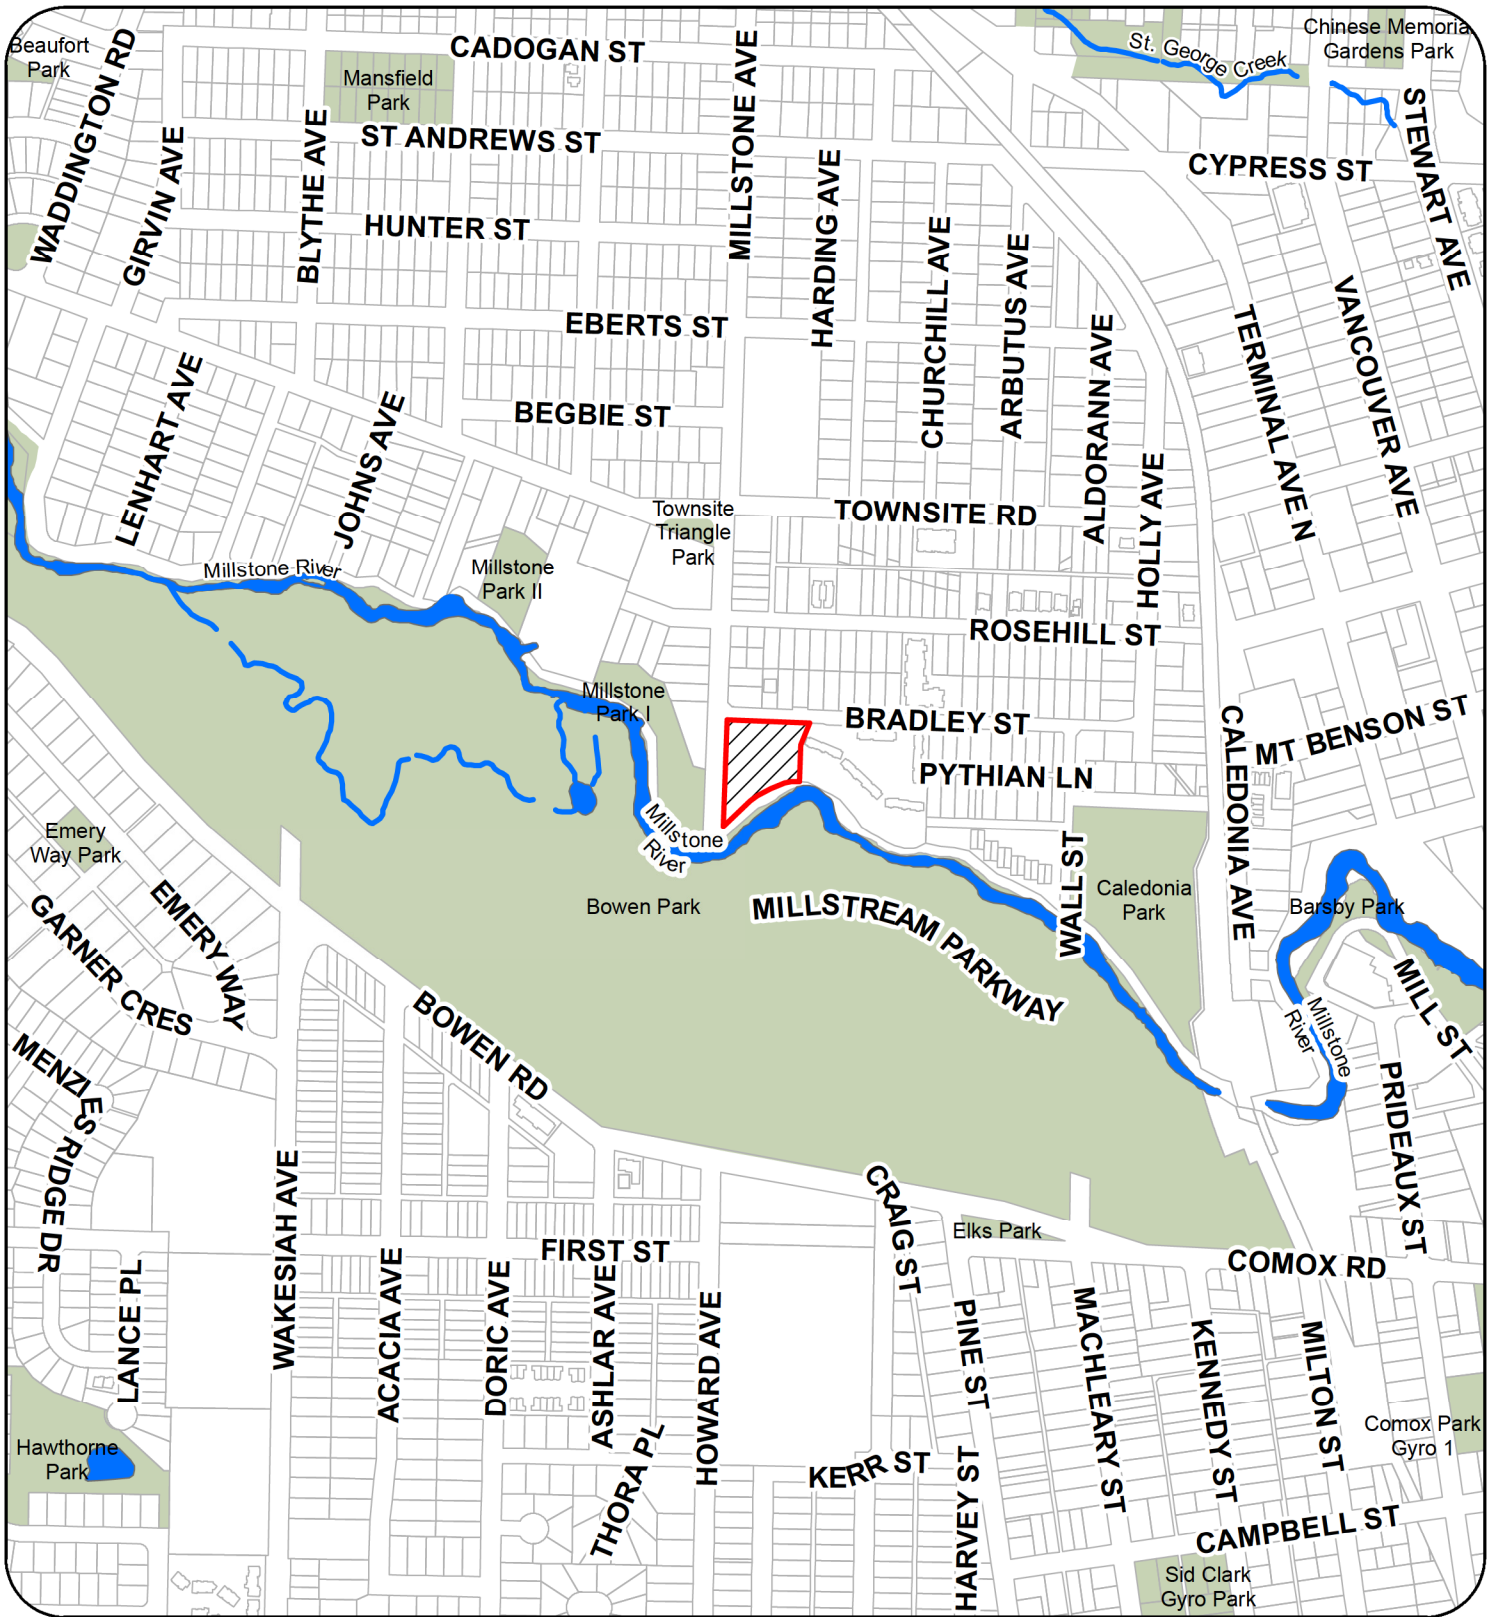 CADOGAN ST
Chinese Memoria
Gardens Park
Beaufort
Park
St. George Creek
Mansfield
Park
WADDINGTON RD
GIRVIN AVE
BLYTHE AVE
ST ANDREWS ST
MILLSTONE AVE
HARDING AVE
CYPRESS ST
STEWART AVE
HUNTER ST
CHURCHILL AVE
ARBUTUS AVE
EBERTS ST
ALDORANN AVE
TERMINAL AVE N
VANCOUVER AVE
LENHART AVE
JOHNS AVE
BEGBIE ST
HOLLY AVE
Townsite
Triangle
Park
TOWNSITE RD
Millstone River
Millstone
Park II
ROSEHILL ST
Millstone
Park I
BRADLEY ST
PYTHIAN LN
CALEDONIA AVE
MT BENSON ST
Millstone
River
Emery
Way Park
EMERY WAY
GARNER CRES
Bowen Park
MILLSTREAM PARKWAY
WALL ST
Caledonia
Park
Barsby Park
MILL ST
Millstone
River
BOWEN RD
MENZIES RIDGE DR
PRIDEAUX ST
WAKESIAH AVE
CRAIG ST
Elks Park
FIRST ST
COMOX RD
LANCE PL
ACACIA AVE
DORIC AVE
ASHLAR AVE
HOWARD AVE
PINE ST
MACHLEARY ST
KENNEDY ST
MILTON ST
Comox Park
Gyro 1
Hawthorne
Park
THORA PL
KERR ST
HARVEY ST
CAMPBELL ST
Sid Clark
Gyro Park